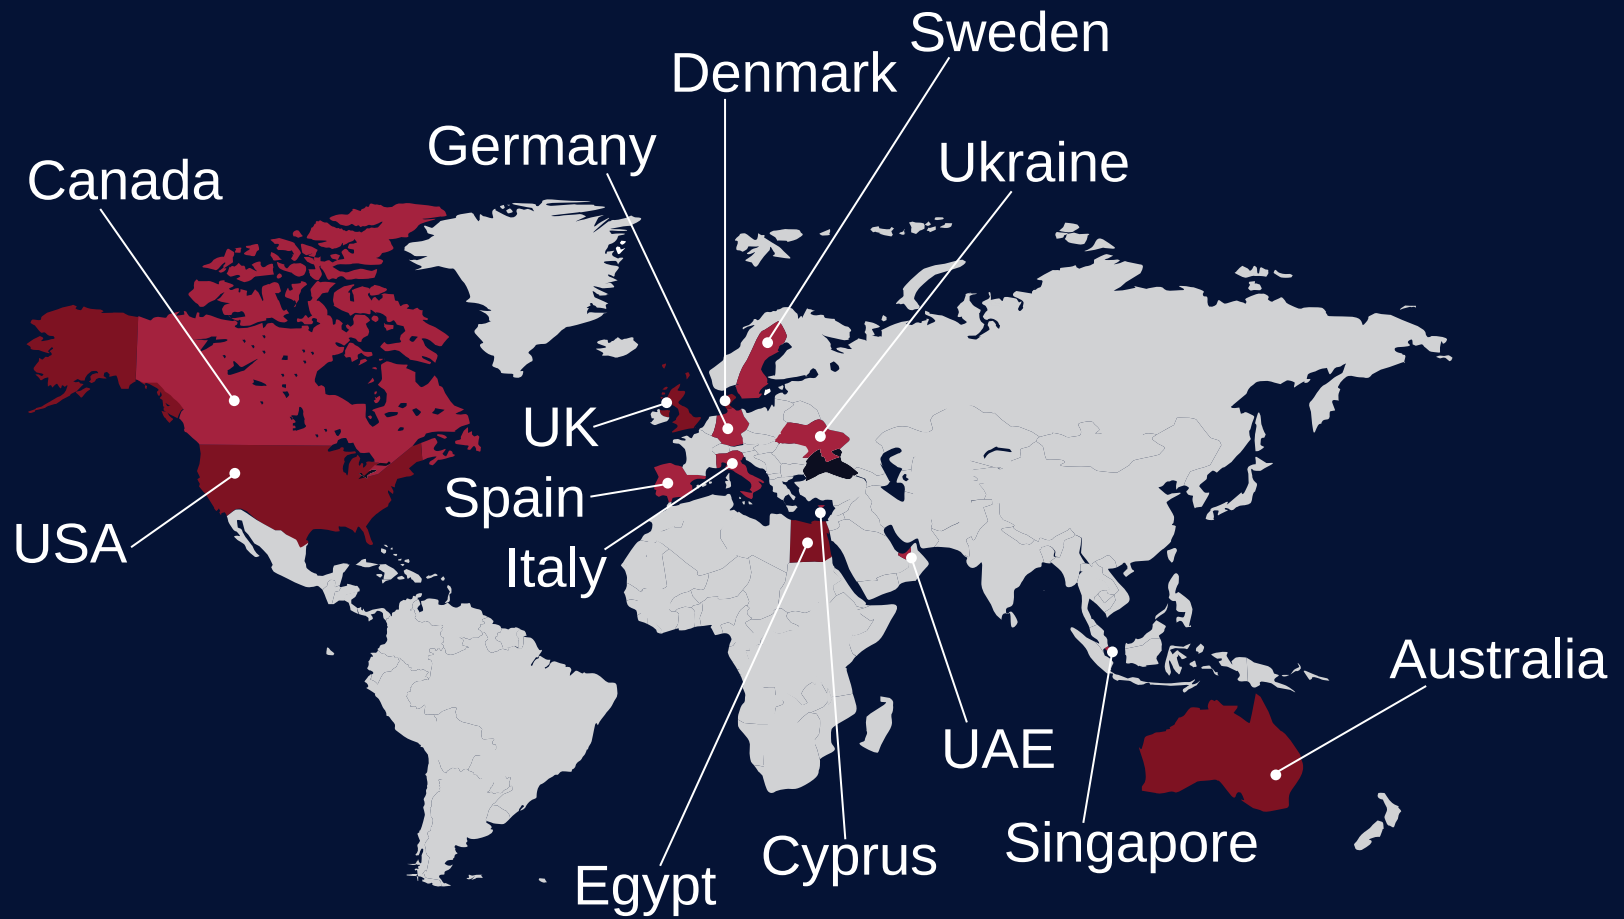 Sweden
Denmark
Germany
Ukraine
Canada
UK
Spain
USA
Italy
Australia
UAE
Singapore
Cyprus
Egypt